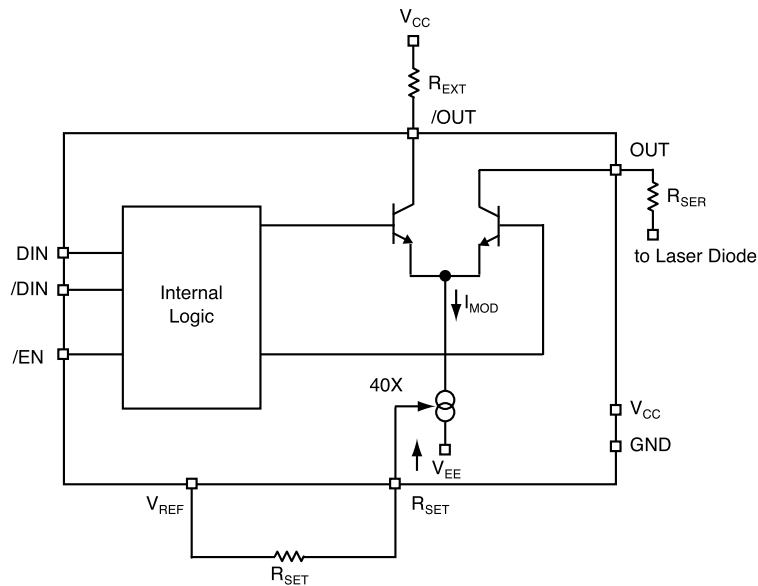 VCC
REXT
/OUT
OUT
RSER
to Laser Diode
DIN
/DIN
/EN
Internal
Logic
IMOD
40X
VCC
GND
VEE
VREF
RSET
RSET